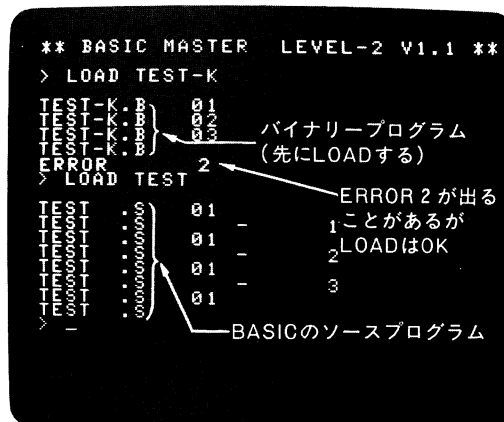 ** BASIC MASTER LEVEL-2 V1.1 **
> LOAD TEST-K
TEST-K.B 01
TEST-K.B 02
TEST-K.B 03
TEST-K.B
バイナリープログラム
(先にLOADする)
ERROR 2
> LOAD TEST
ERROR 2 が出る
ことがあるが
LOADはOK
TEST .S 01
TEST .S - 1
TEST .S 01
TEST .S - 2
TEST .S 01
TEST .S - 3
TEST .S 01
TEST .S
> _
BASICのソースプログラム